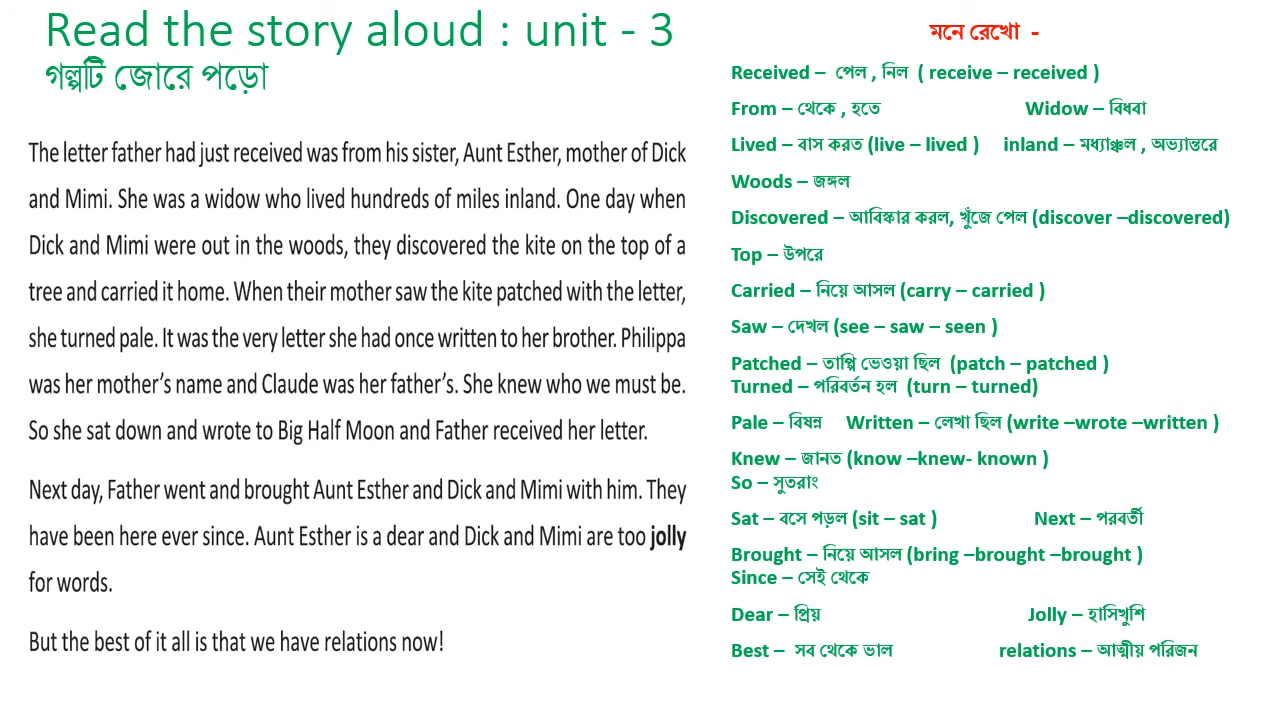 Read the story aloud : unit - 3
গল্পটি জোরে পড়ো
The letter father had just received was from his sister, Aunt Esther, mother of Dick
and Mimi. She was a widow who lived hundreds of miles inland. One day when
Dick and Mimi were out in the woods, they discovered the kite on the top of a
tree and carried it home. When their mother saw the kite patched with the letter,
she turned pale. It was the very letter she had once written to her brother. Philippa
was her mother’s name and Claude was her father’s. She knew who we must be.
So she sat down and wrote to Big Half Moon and Father received her letter.
Next day, Father went and brought Aunt Esther and Dick and Mimi with him. They
have been here ever since. Aunt Esther is a dear and Dick and Mimi are too jolly
for words.
But the best of it all is that we have relations now!
মনে রেখো -
Received – পেল , নিল ( receive – received )
From – থেকে , হতে Widow – বিধবা
Lived – বাস করত (live – lived ) inland – মধ্যাঞ্চল , অভ্যান্তরে
Woods – জঙ্গল
Discovered – আবিস্কার করল, খুঁজে পেল (discover –discovered)
Top – উপরে
Carried – নিয়ে আসল (carry – carried )
Saw – দেখল (see – saw – seen )
Patched – তাপ্পি ভেওয়া ছিল (patch – patched )
Turned – পরিবর্তন হল (turn – turned)
Pale – বিষন্ন Written – লেখা ছিল (write –wrote –written )
Knew – জানত (know –knew- known )
So – সুতরাং
Sat – বসে পড়ল (sit – sat ) Next – পরবর্তী
Brought – নিয়ে আসল (bring –brought –brought )
Since – সেই থেকে
Dear – প্রিয় Jolly – হাসিখুশি
Best – সব থেকে ভাল relations – আত্মীয় পরিজন